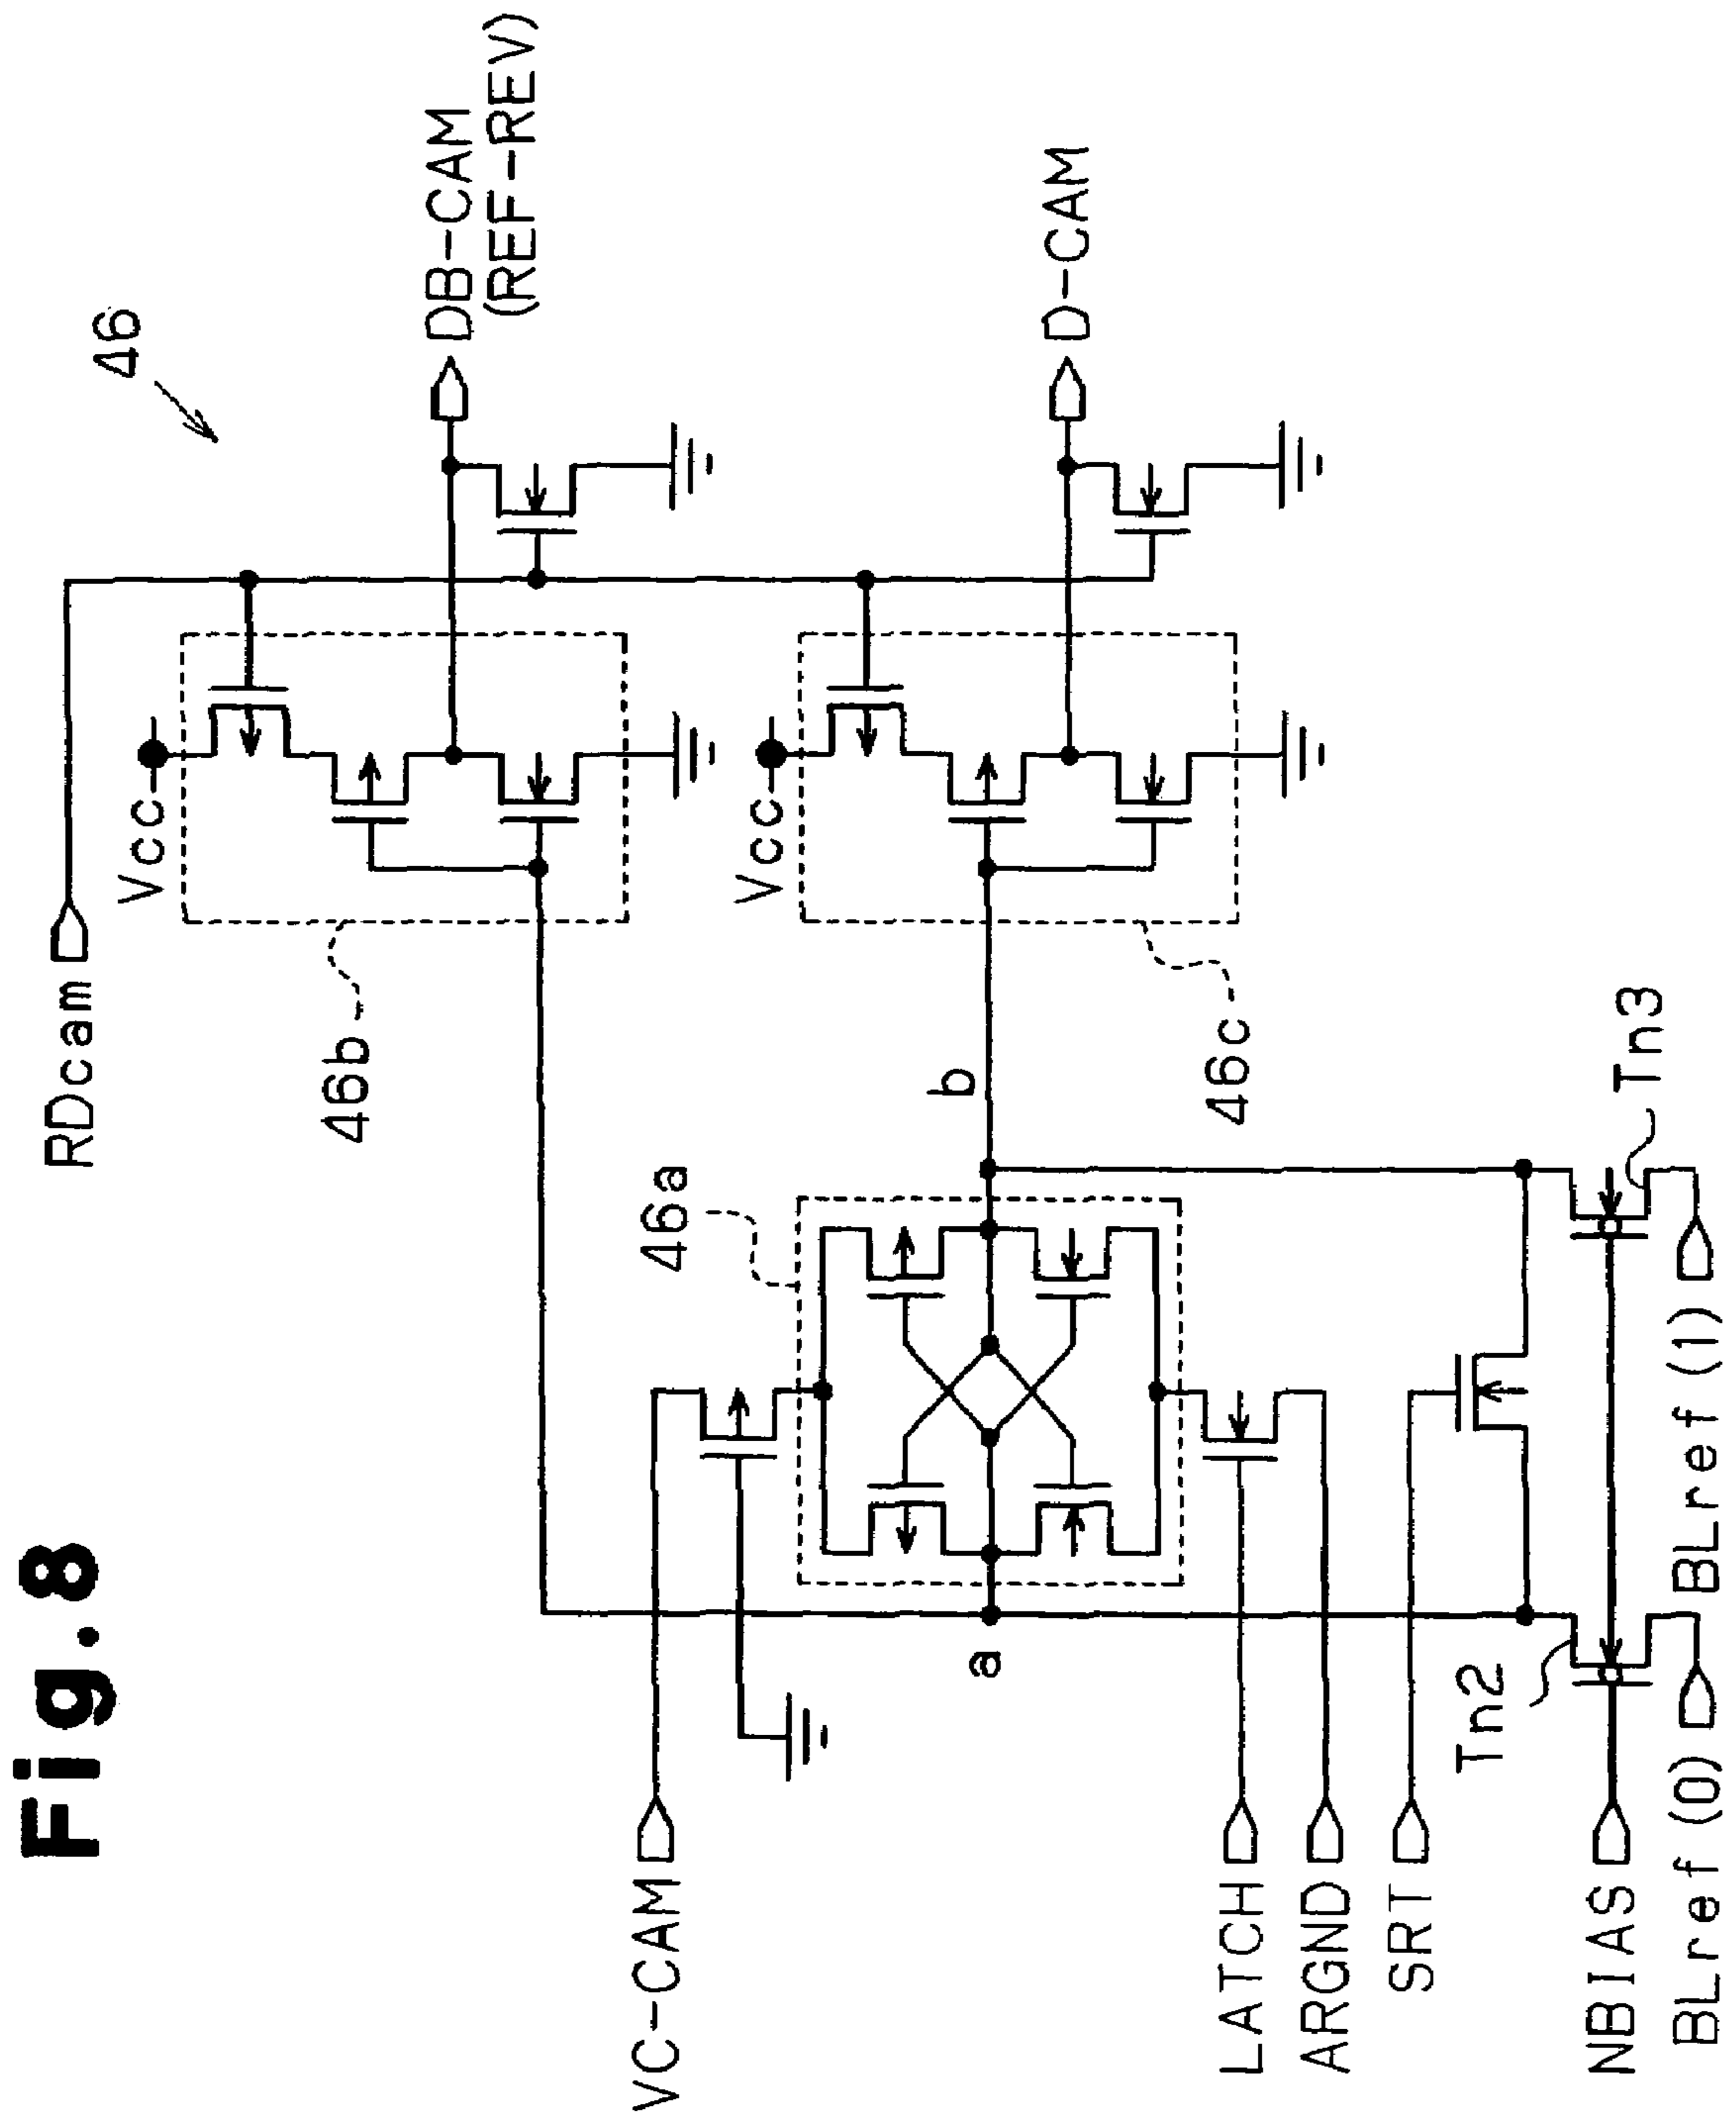 Fig.8
46
RDcam
Vcc
DB-CAM
(REF-REV)
46b
46a
Vcc
D-CAM
VC-CAM
b
a
46c
LATCH
ARGND
SRT
Tn2
Tn3
NBIAS
BLref (0)
BLref (1)